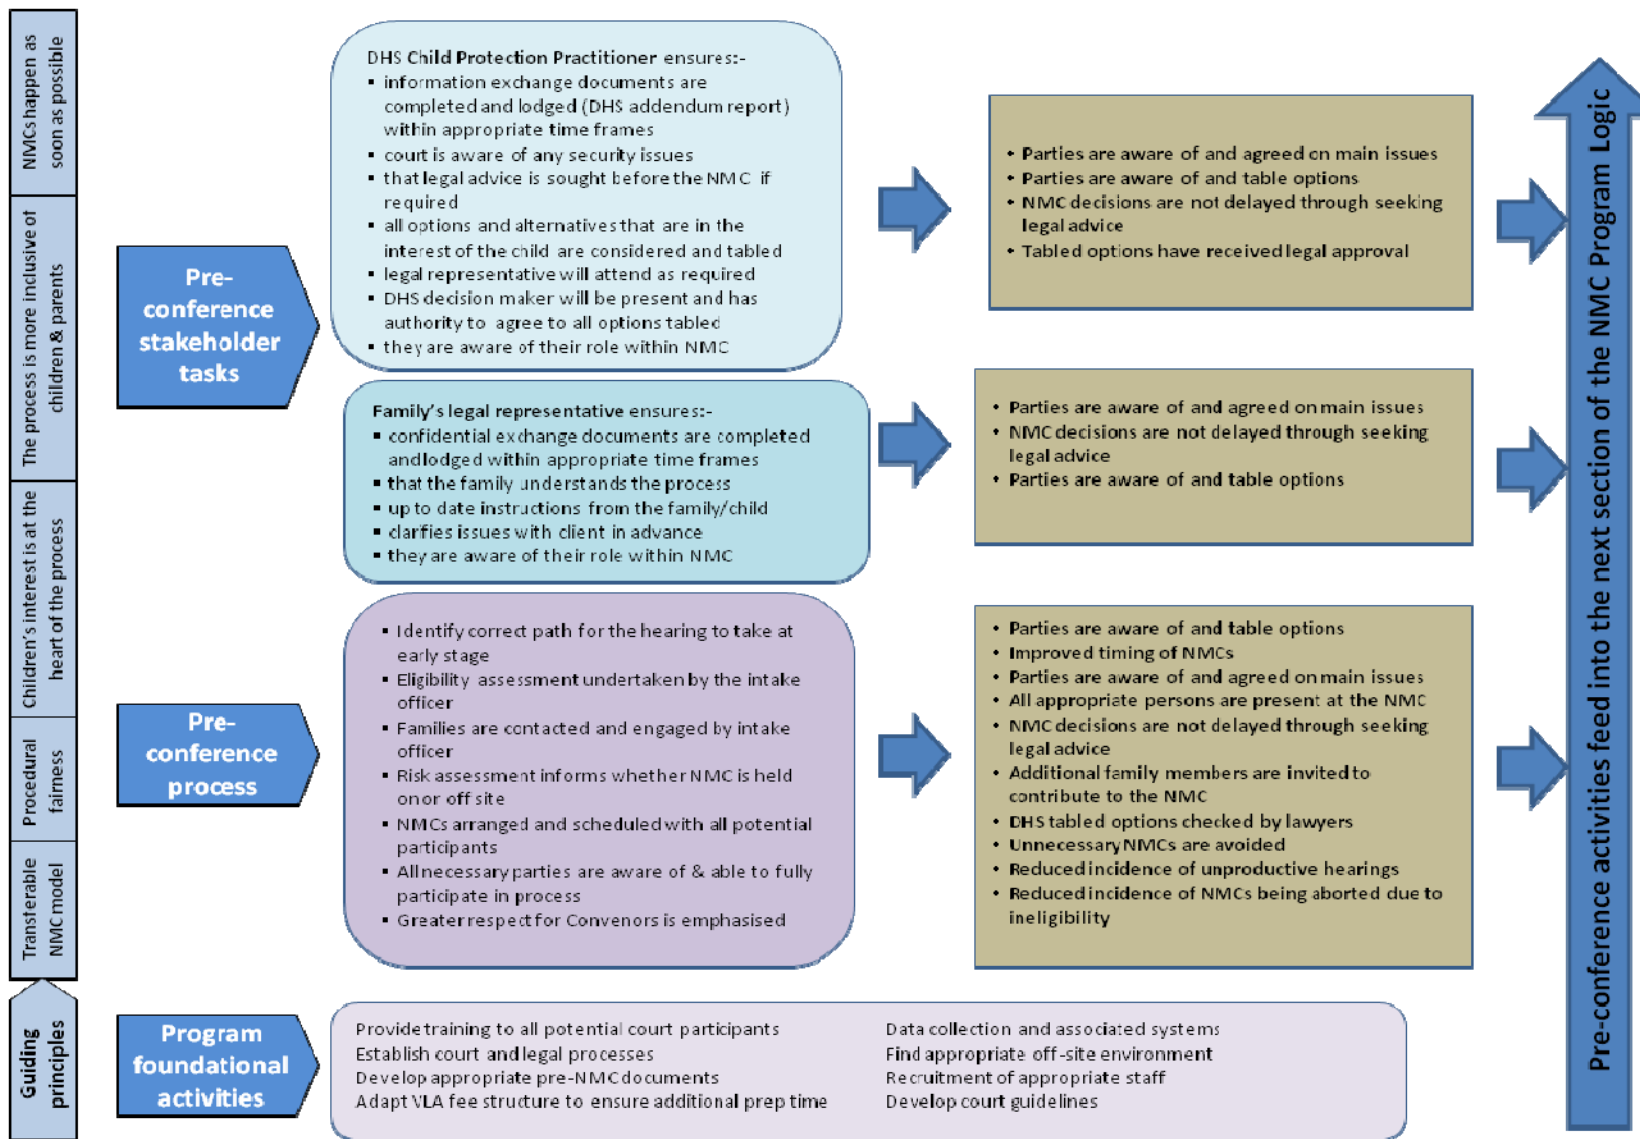 NMCs happen as
soon as possible
The process is more inclusive of
children & parents
Children's interest is at the
heart of the process
Procedural
fairness
Transferable
NMC model
Guiding
principles
Pre-
conference
stakeholder
tasks
DHS Child Protection Practitioner ensures:-
▪ information exchange documents are
completed and lodged (DHS addendum report)
within appropriate time frames
▪ court is aware of any security issues
▪ that legal advice is sought before the NMC if
required
▪ all options and alternatives that are in the
interest of the child are considered and tabled
▪ legal representative will attend as required
▪ DHS decision maker will be present and has
authority to agree to all options tabled
▪ they are aware of their role within NMC
• Parties are aware of and agreed on main issues
• Parties are aware of and table options
• NMC decisions are not delayed through seeking
legal advice
• Tabled options have received legal approval
Family's legal representative ensures:-
▪ confidential exchange documents are completed
and lodged within appropriate time frames
▪ that the family understands the process
▪ up to date instructions from the family/child
▪ clarifies issues with client in advance
▪ they are aware of their role within NMC
• Parties are aware of and agreed on main issues
• NMC decisions are not delayed through seeking
legal advice
• Parties are aware of and table options
Pre-
conference
process
▪ Identify correct path for the hearing to take at
early stage
▪ Eligibility assessment undertaken by the intake
officer
▪ Families are contacted and engaged by intake
officer
▪ Risk assessment informs whether NMC is held
on or off site
▪ NMCs arranged and scheduled with all potential
participants
▪ All necessary parties are aware of & able to fully
participate in process
▪ Greater respect for Convenors is emphasised
• Parties are aware of and table options
• Improved timing of NMCs
• Parties are aware of and agreed on main issues
• All appropriate persons are present at the NMC
• NMC decisions are not delayed through seeking
legal advice
• Additional family members are invited to
contribute to the NMC
• DHS tabled options checked by lawyers
• Unnecessary NMCs are avoided
• Reduced incidence of unproductive hearings
• Reduced incidence of NMCs being aborted due to
ineligibility
Program
foundational
activities
Provide training to all potential court participants
Establish court and legal processes
Develop appropriate pre-NMC documents
Adapt VLA fee structure to ensure additional prep time
Data collection and associated systems
Find appropriate off-site environment
Recruitment of appropriate staff
Develop court guidelines
Pre-conference activities feed into the next section of the NMC Program Logic